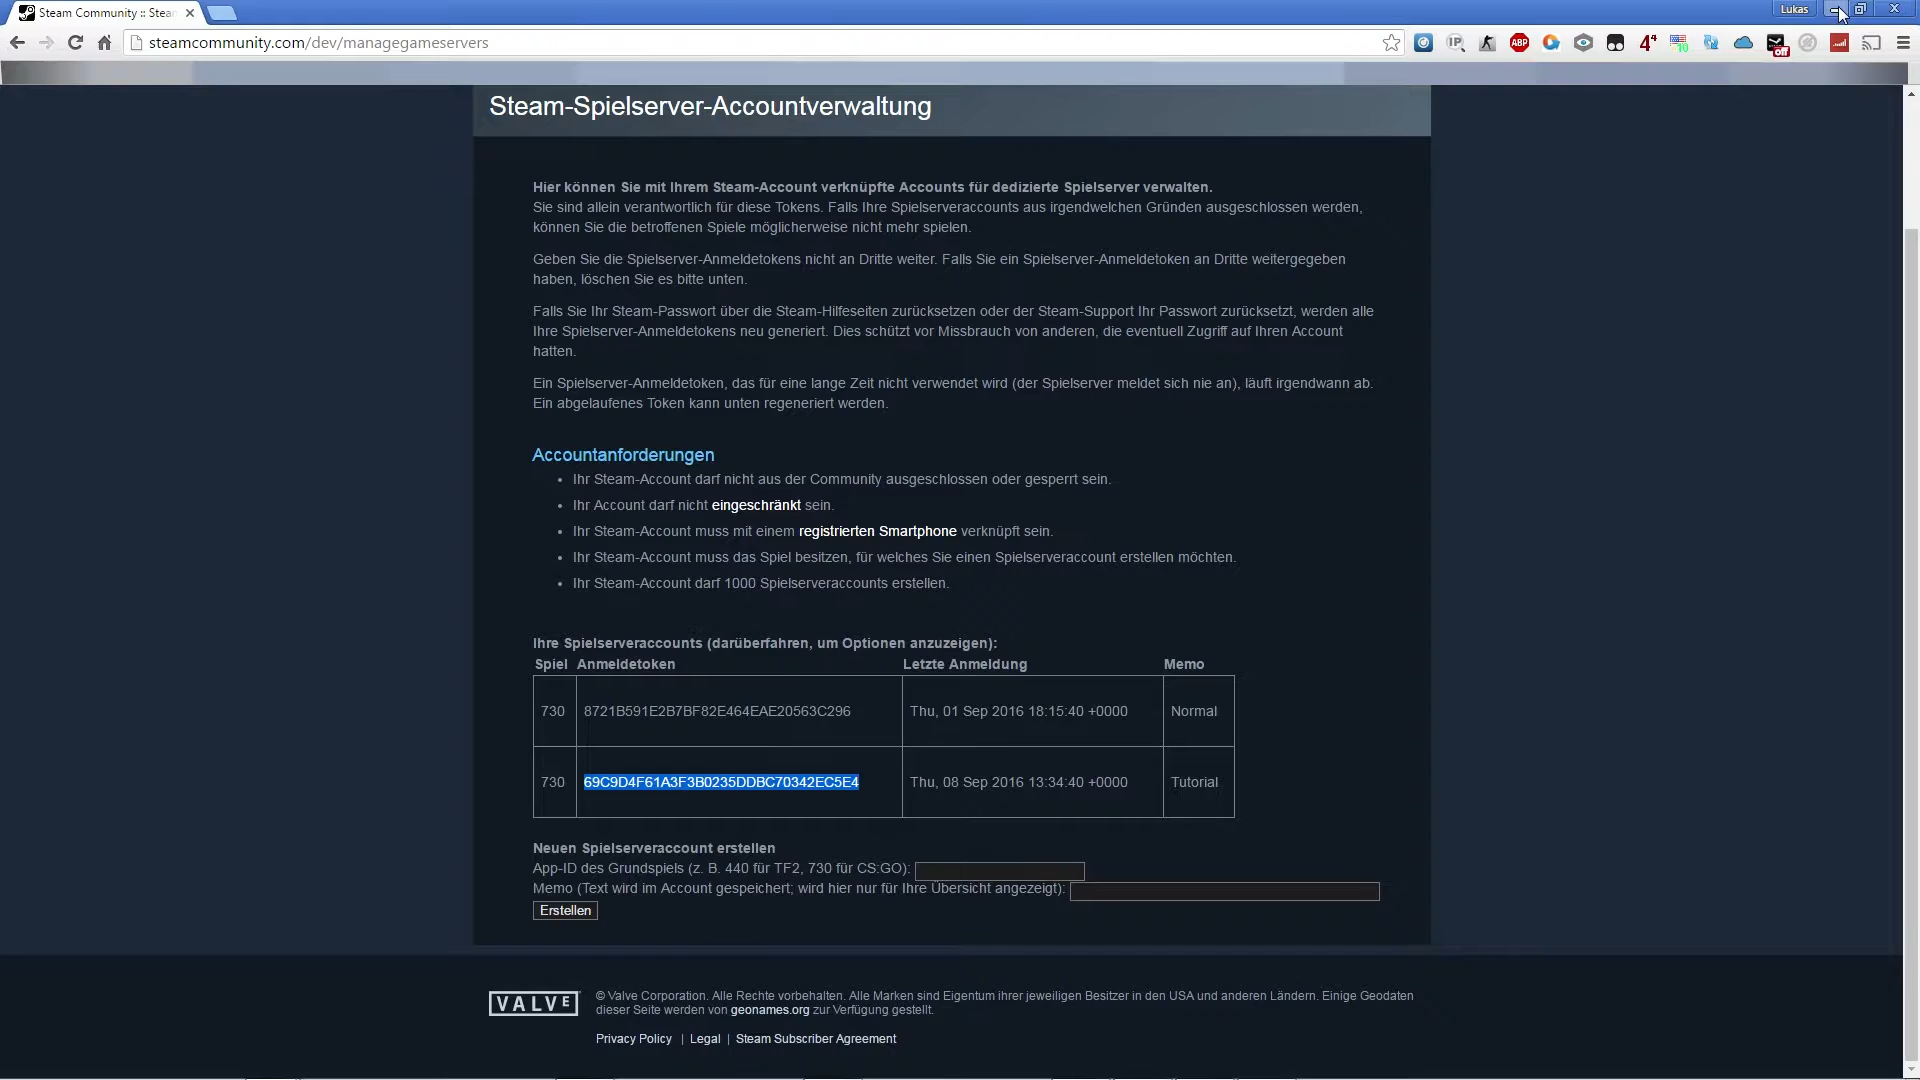 Steam Community :: Stea
Lukas
steamcommunity.com/dev/managegameservers
Steam-Spielserver-Accountverwaltung
Hier können Sie mit Ihrem Steam-Account verknüpfte Accounts für dedizierte Spielserver verwalten.
Sie sind allein verantwortlich für diese Tokens. Falls Ihre Spielserveraccounts aus irgendwelchen Gründen ausgeschlossen werden,
können Sie die betroffenen Spiele möglicherweise nicht mehr spielen.
Geben Sie die Spielserver-Anmeldetokens nicht an Dritte weiter. Falls Sie ein Spielserver-Anmeldetoken an Dritte weitergegeben
haben, löschen Sie es bitte unten.
Falls Sie Ihr Steam-Passwort über die Steam-Hilfeseiten zurücksetzen oder der Steam-Support Ihr Passwort zurücksetzt, werden alle
Ihre Spielserver-Anmeldetokens neu generiert. Dies schützt vor Missbrauch von anderen, die eventuell Zugriff auf Ihren Account
hatten.
Ein Spielserver-Anmeldetoken, das für eine lange Zeit nicht verwendet wird (der Spielserver meldet sich nie an), läuft irgendwann ab.
Ein abgelaufenes Token kann unten regeneriert werden.
Accountanforderungen
• Ihr Steam-Account darf nicht aus der Community ausgeschlossen oder gesperrt sein.
• Ihr Account darf nicht eingeschränkt sein.
• Ihr Steam-Account muss mit einem registrierten Smartphone verknüpft sein.
• Ihr Steam-Account muss das Spiel besitzen, für welches Sie einen Spielserveraccount erstellen möchten.
• Ihr Steam-Account darf 1000 Spielserveraccounts erstellen.
Ihre Spielserveraccounts (darüberfahren, um Optionen anzuzeigen):
Spiel Anmeldetoken Letzte Anmeldung Memo
730 8721B591E2B7BF82E464EAE20563C296 Thu, 01 Sep 2016 18:15:40 +0000 Normal
730 69C9D4F61A3F3B0235DDBC70342EC5E4 Thu, 08 Sep 2016 13:34:40 +0000 Tutorial
Neuen Spielserveraccount erstellen
App-ID des Grundspiels (z. B. 440 für TF2, 730 für CS:GO):
Memo (Text wird im Account gespeichert; wird hier nur für Ihre Übersicht angezeigt):
Erstellen
VALVE © Valve Corporation. Alle Rechte vorbehalten. Alle Marken sind Eigentum ihrer jeweiligen Besitzer in den USA und anderen Ländern. Einige Geodaten
dieser Seite werden von geonames.org zur Verfügung gestellt.
Privacy Policy | Legal | Steam Subscriber Agreement